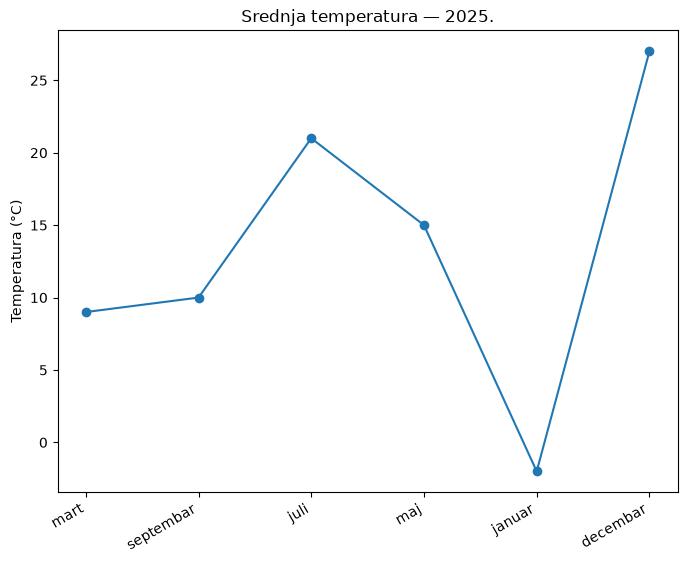 Srednja temperatura — 2025.
Temperatura (°C)
25
20
15
10
5
0
mart
septembar
juli
maj
januar
decembar